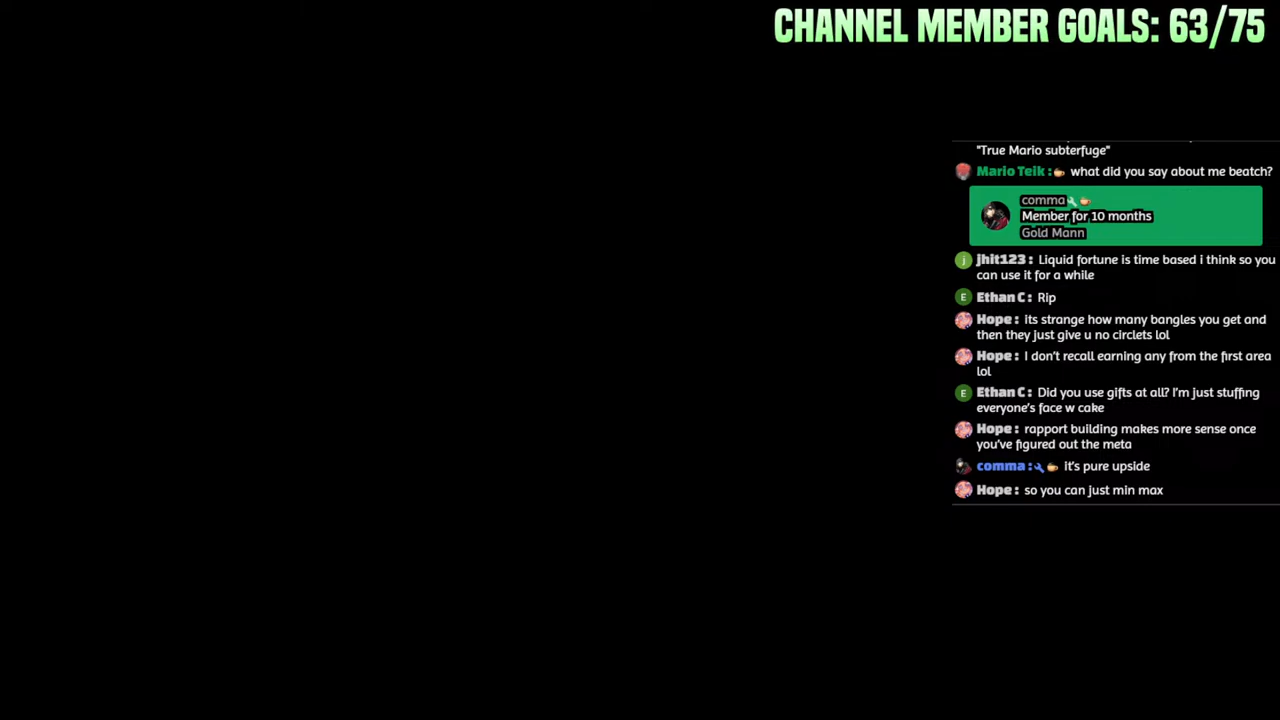 CHANNEL MEMBER GOALS: 63/75
"True Mario subterfuge"
Mario Teik : what did you say about me beatch?
comma
Member for 10 months
Gold Mann
j jhit123 : Liquid fortune is time based i think so you
can use it for a while
E Ethan C : Rip
Hope : its strange how many bangles you get and
then they just give u no circlets lol
Hope : I don't recall earning any from the first area
lol
E Ethan C : Did you use gifts at all? I'm just stuffing
everyone's face w cake
Hope : rapport building makes more sense once
you've figured out the meta
comma : it's pure upside
Hope : so you can just min max